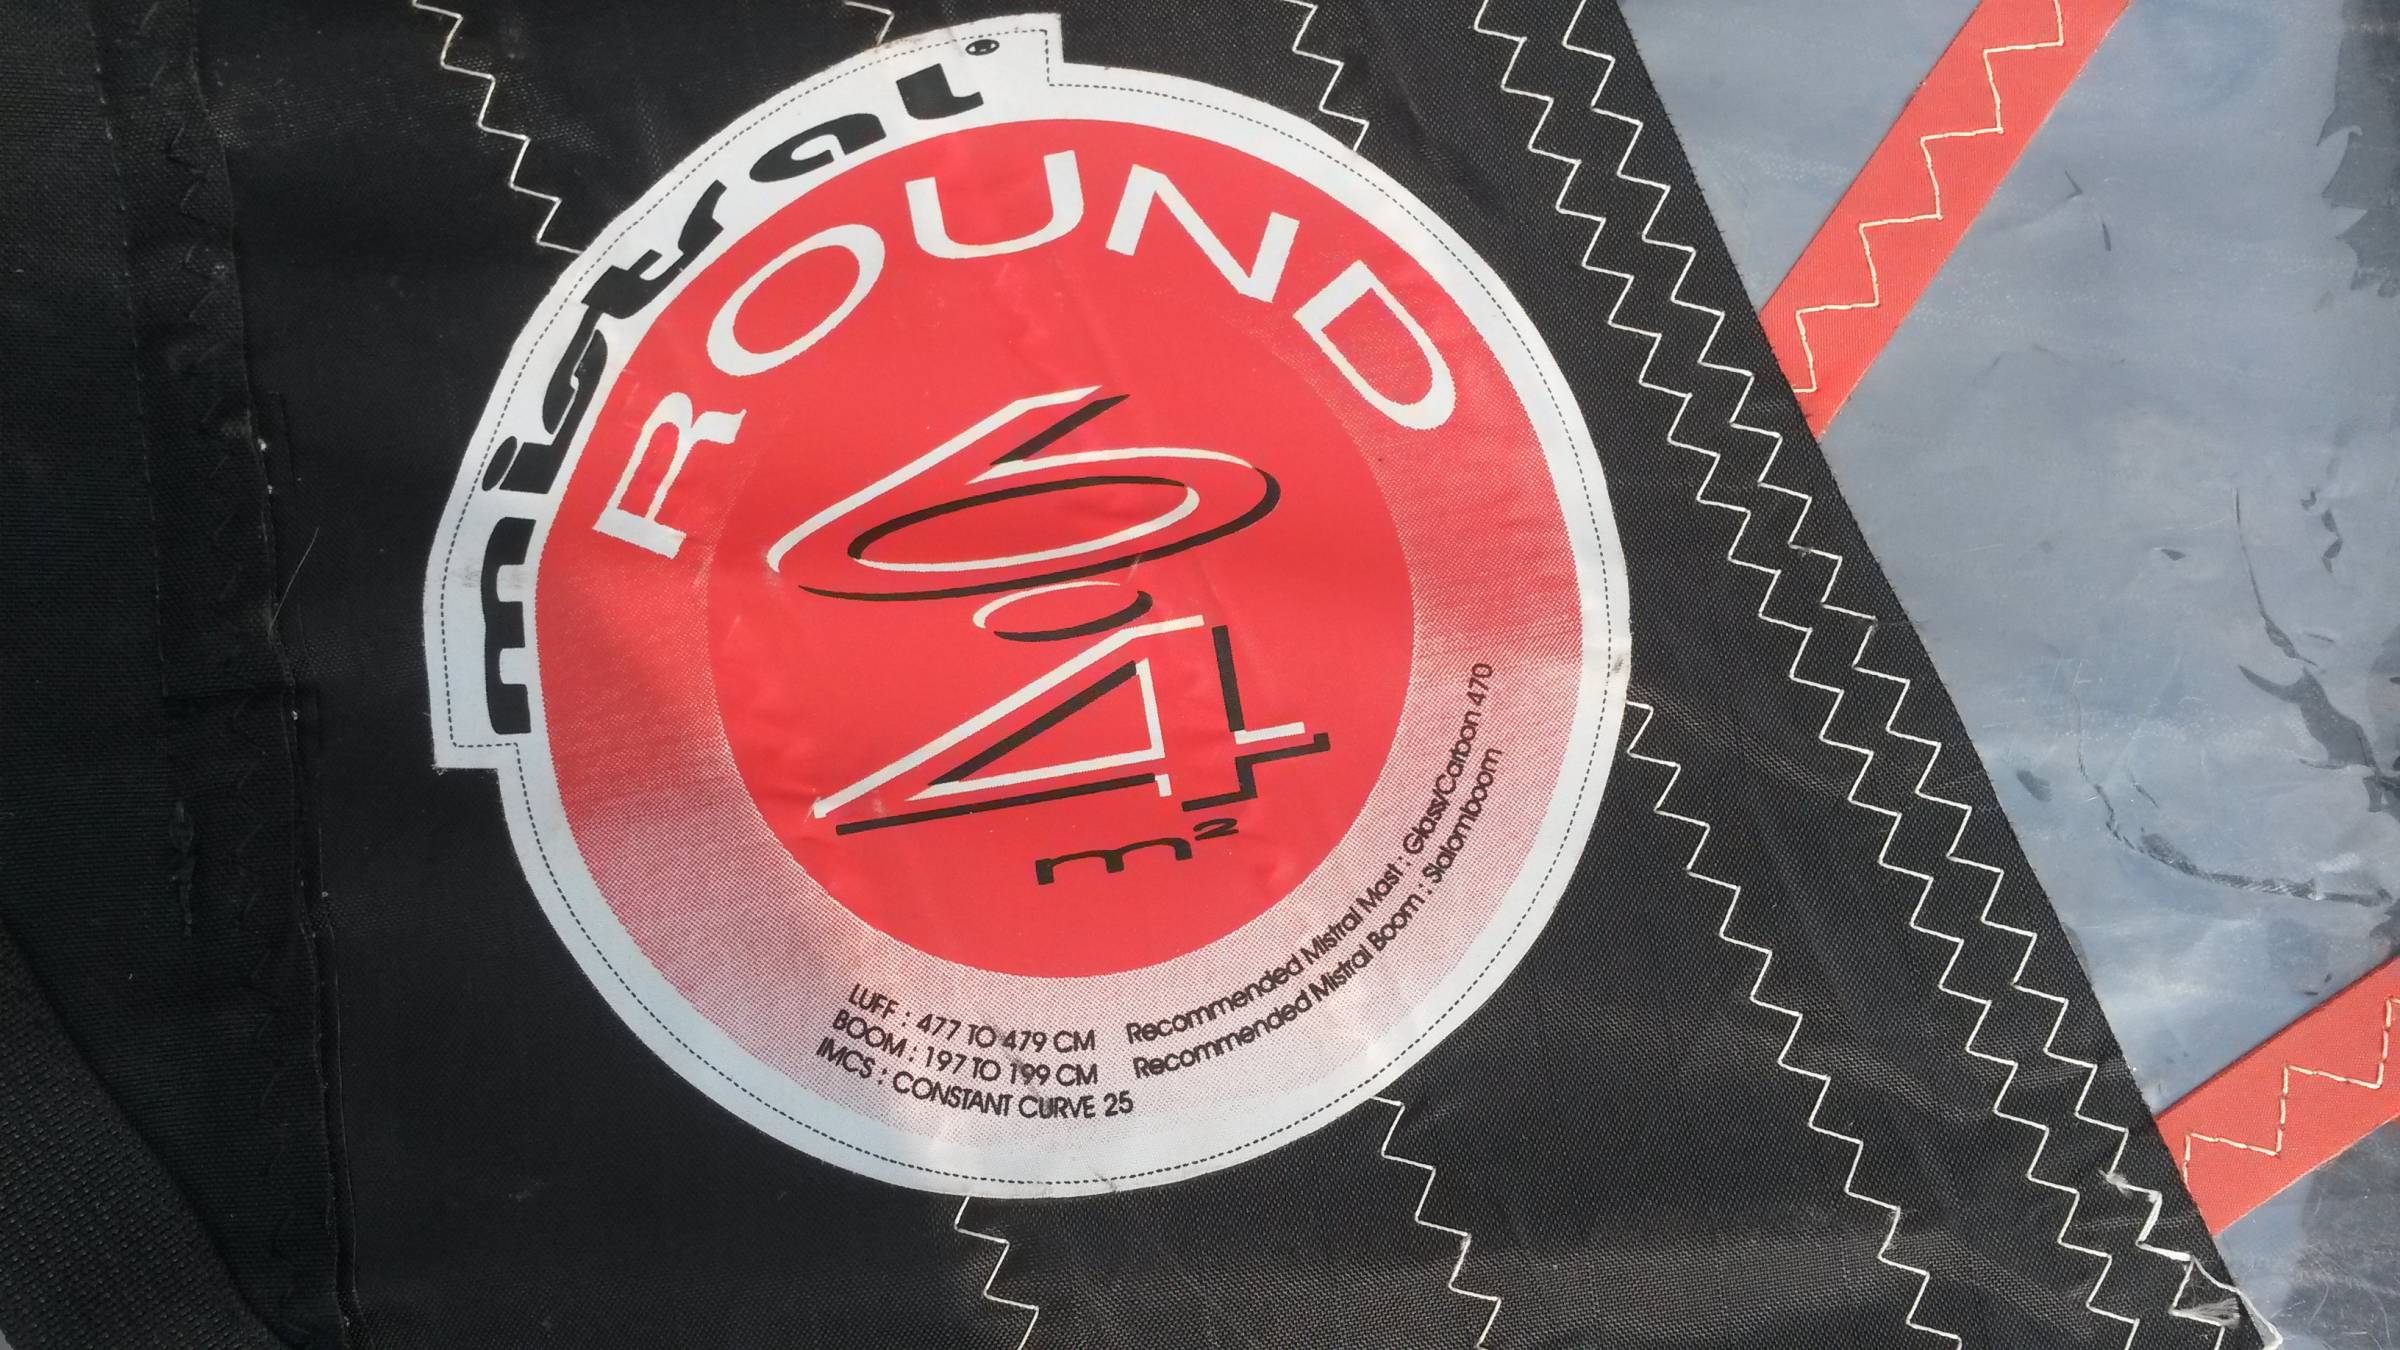 mistral
ROUND
6.4
m²
LUFF : 477 TO 479 CM
BOOM : 197 TO 199 CM
IMCS : CONSTANT CURVE 25
Recommended Mistral Mast : Glass/Carbon 470
Recommended Mistral Boom : Slalomboom